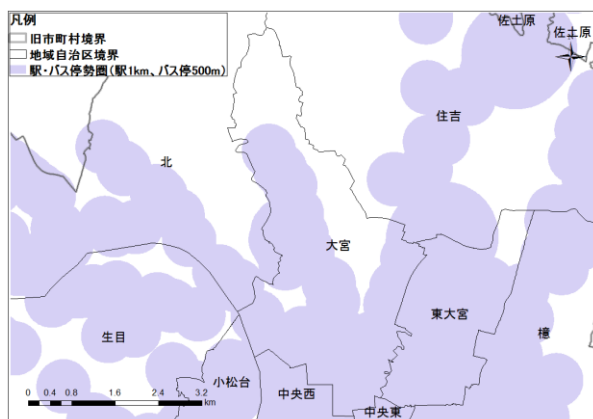 凡例
旧市町村境界
地域自治区境界
駅・バス停勢圏(駅1km、バス停500m)
佐土原
佐土原
住吉
北
大宮
東大宮
生目
檍
小松台
中央西
中央東
0 0.4 0.8 1.6 2.4 3.2
km